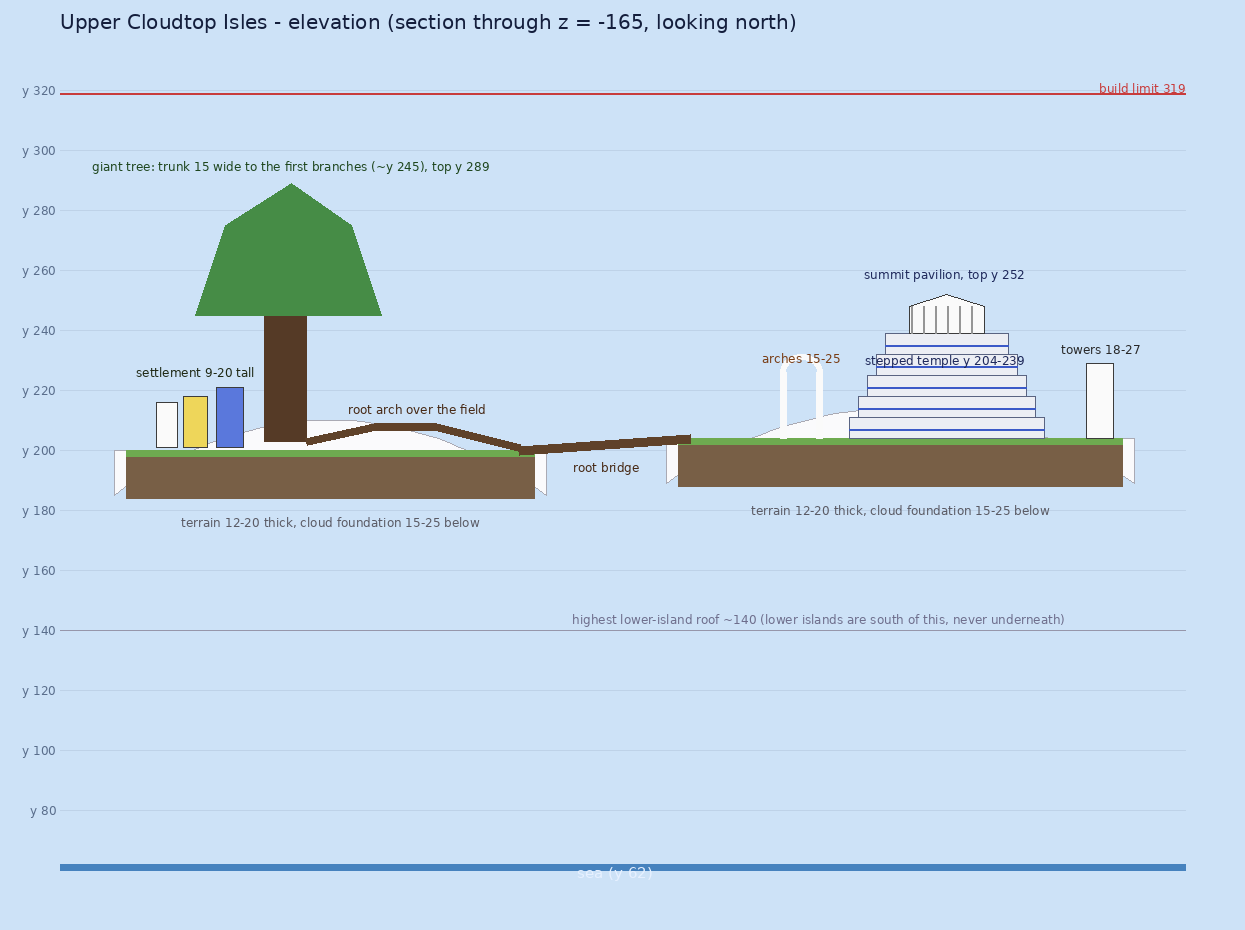 Upper Cloudtop Isles - elevation (section through z = -165, looking north)
y 320
build limit 319
y 300
giant tree: trunk 15 wide to the first branches (~y 245), top y 289
y 280
y 260
summit pavilion, top y 252
y 240
arches 15-25
stepped temple y 204-239
towers 18-27
settlement 9-20 tall
y 220
root arch over the field
y 200
root bridge
y 180
terrain 12-20 thick, cloud foundation 15-25 below
terrain 12-20 thick, cloud foundation 15-25 below
y 160
highest lower-island roof ~140 (lower islands are south of this, never underneath)
y 140
y 120
y 100
y 80
sea (y 62)